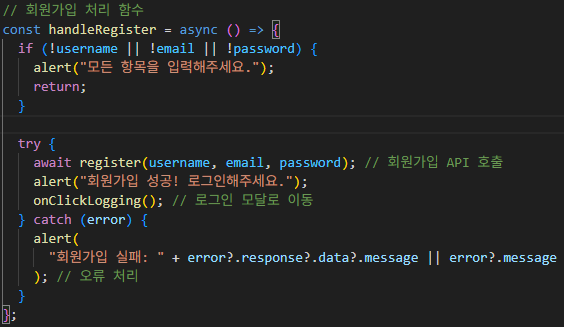 // 회원가입 처리 함수
const handleRegister = async () => {
  if (!username || !email || !password) {
    alert("모든 항목을 입력해주세요.");
    return;
  }

  try {
    await register(username, email, password); // 회원가입 API 호출
    alert("회원가입 성공! 로그인해주세요.");
    onClickLogging(); // 로그인 모달로 이동
  } catch (error) {
    alert(
      "회원가입 실패: " + error?.response?.data?.message || error?.message
    ); // 오류 처리
  }
};